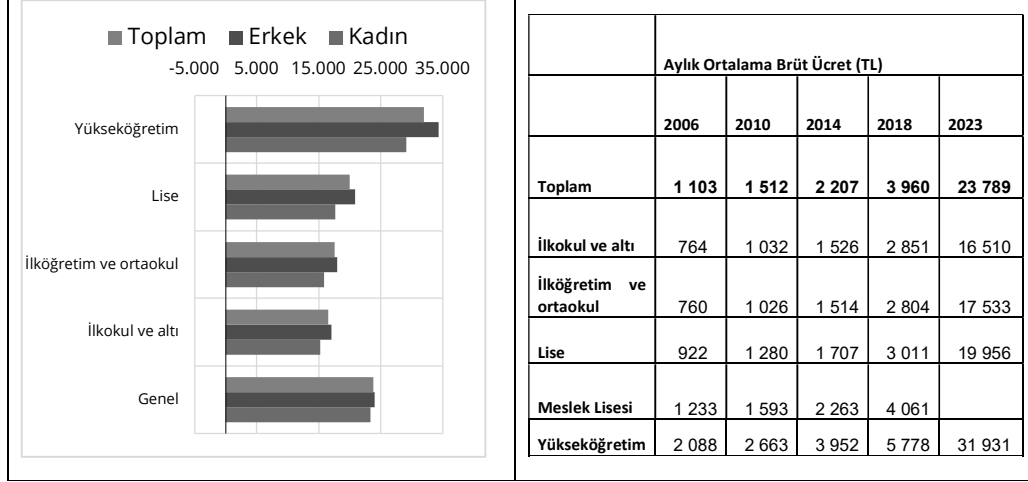 Toplam Erkek Kadın
-5.000 5.000 15.000 25.000 35.000
Yükseköğretim
Lise
İlköğretim ve ortaokul
İlkokul ve altı
Genel
Aylık Ortalama Brüt Ücret (TL)
2006 2010 2014 2018 2023
Toplam 1 103 1 512 2 207 3 960 23 789
İlkokul ve altı 764 1 032 1 526 2 851 16 510
İlköğretim ve
ortaokul 760 1 026 1 514 2 804 17 533
Lise 922 1 280 1 707 3 011 19 956
Meslek Lisesi 1 233 1 593 2 263 4 061
Yükseköğretim 2 088 2 663 3 952 5 778 31 931